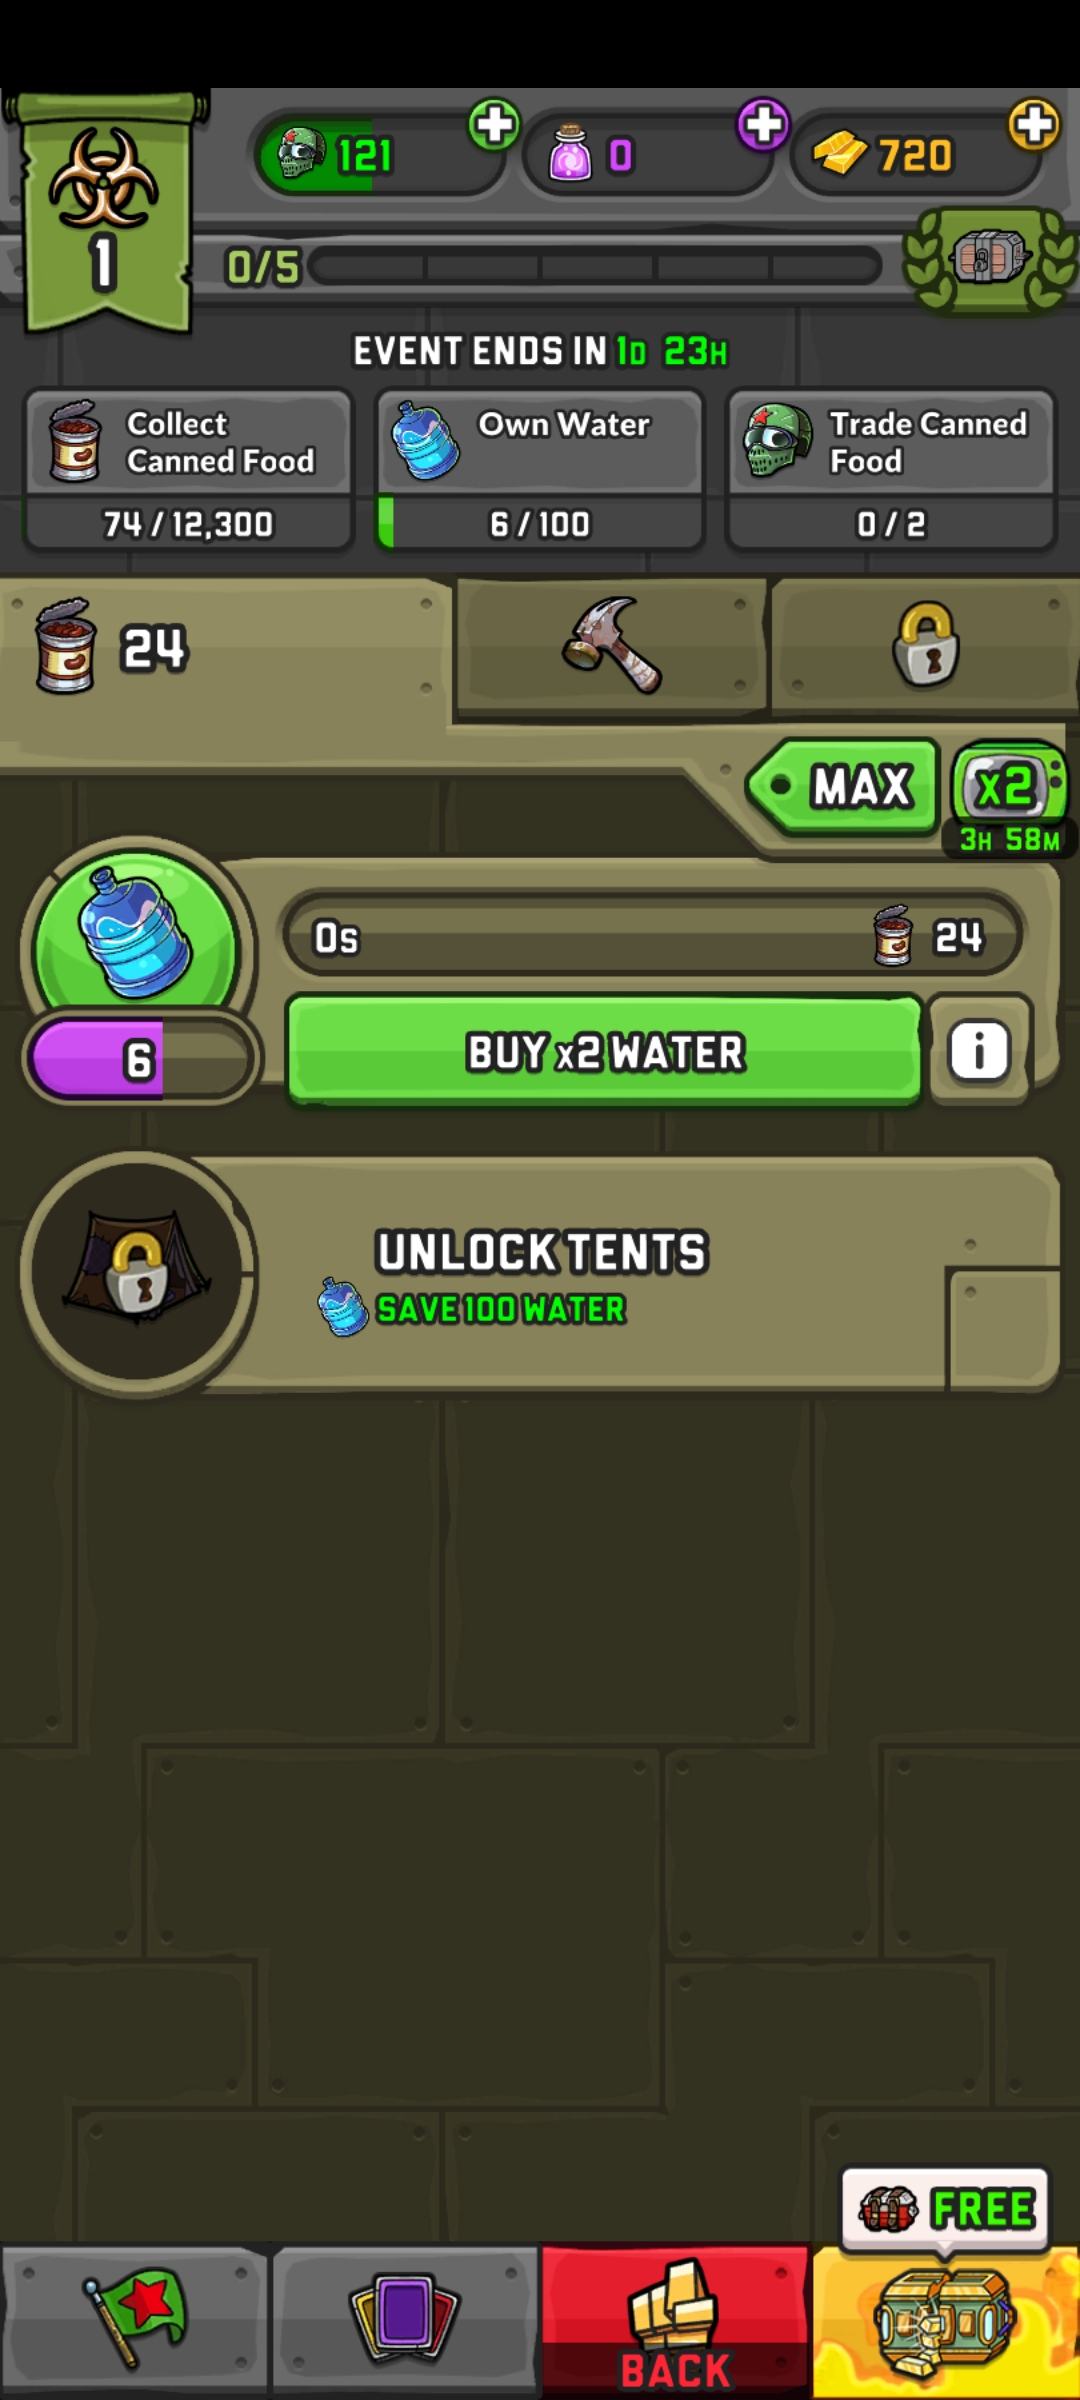 121
0
720
1
0/5
EVENT ENDS IN 1D 23H
Collect
Canned Food
74 / 12,300
Own Water
6 / 100
Trade Canned
Food
0 / 2
24
MAX
x2
3H 58M
0s
24
6
BUY x2 WATER
i
UNLOCK TENTS
SAVE 100 WATER
FREE
BACK